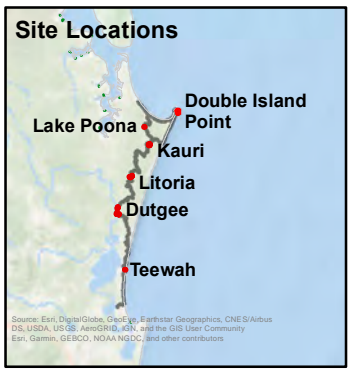 Site Locations
Double Island
Point
Lake Poona
Kauri
Litoria
Dutgee
Teewah
Source: Esri, DigitalGlobe, GeoEye, Earthstar Geographics, CNES/Airbus
DS, USDA, USGS, AeroGRID, IGN, and the GIS User Community
Esri, Garmin, GEBCO, NOAA NGDC, and other contributors